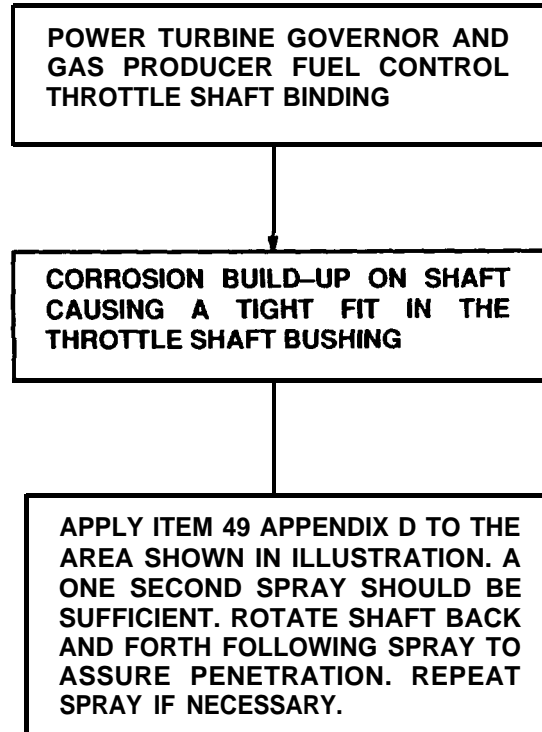 POWER TURBINE GOVERNOR AND
GAS PRODUCER FUEL CONTROL
THROTTLE SHAFT BINDING
CORROSION BUILD–UP ON SHAFT
CAUSING A TIGHT FIT IN THE
THROTTLE SHAFT BUSHING
APPLY ITEM 49 APPENDIX D TO THE
AREA SHOWN IN ILLUSTRATION. A
ONE SECOND SPRAY SHOULD BE
SUFFICIENT. ROTATE SHAFT BACK
AND FORTH FOLLOWING SPRAY TO
ASSURE PENETRATION. REPEAT
SPRAY IF NECESSARY.